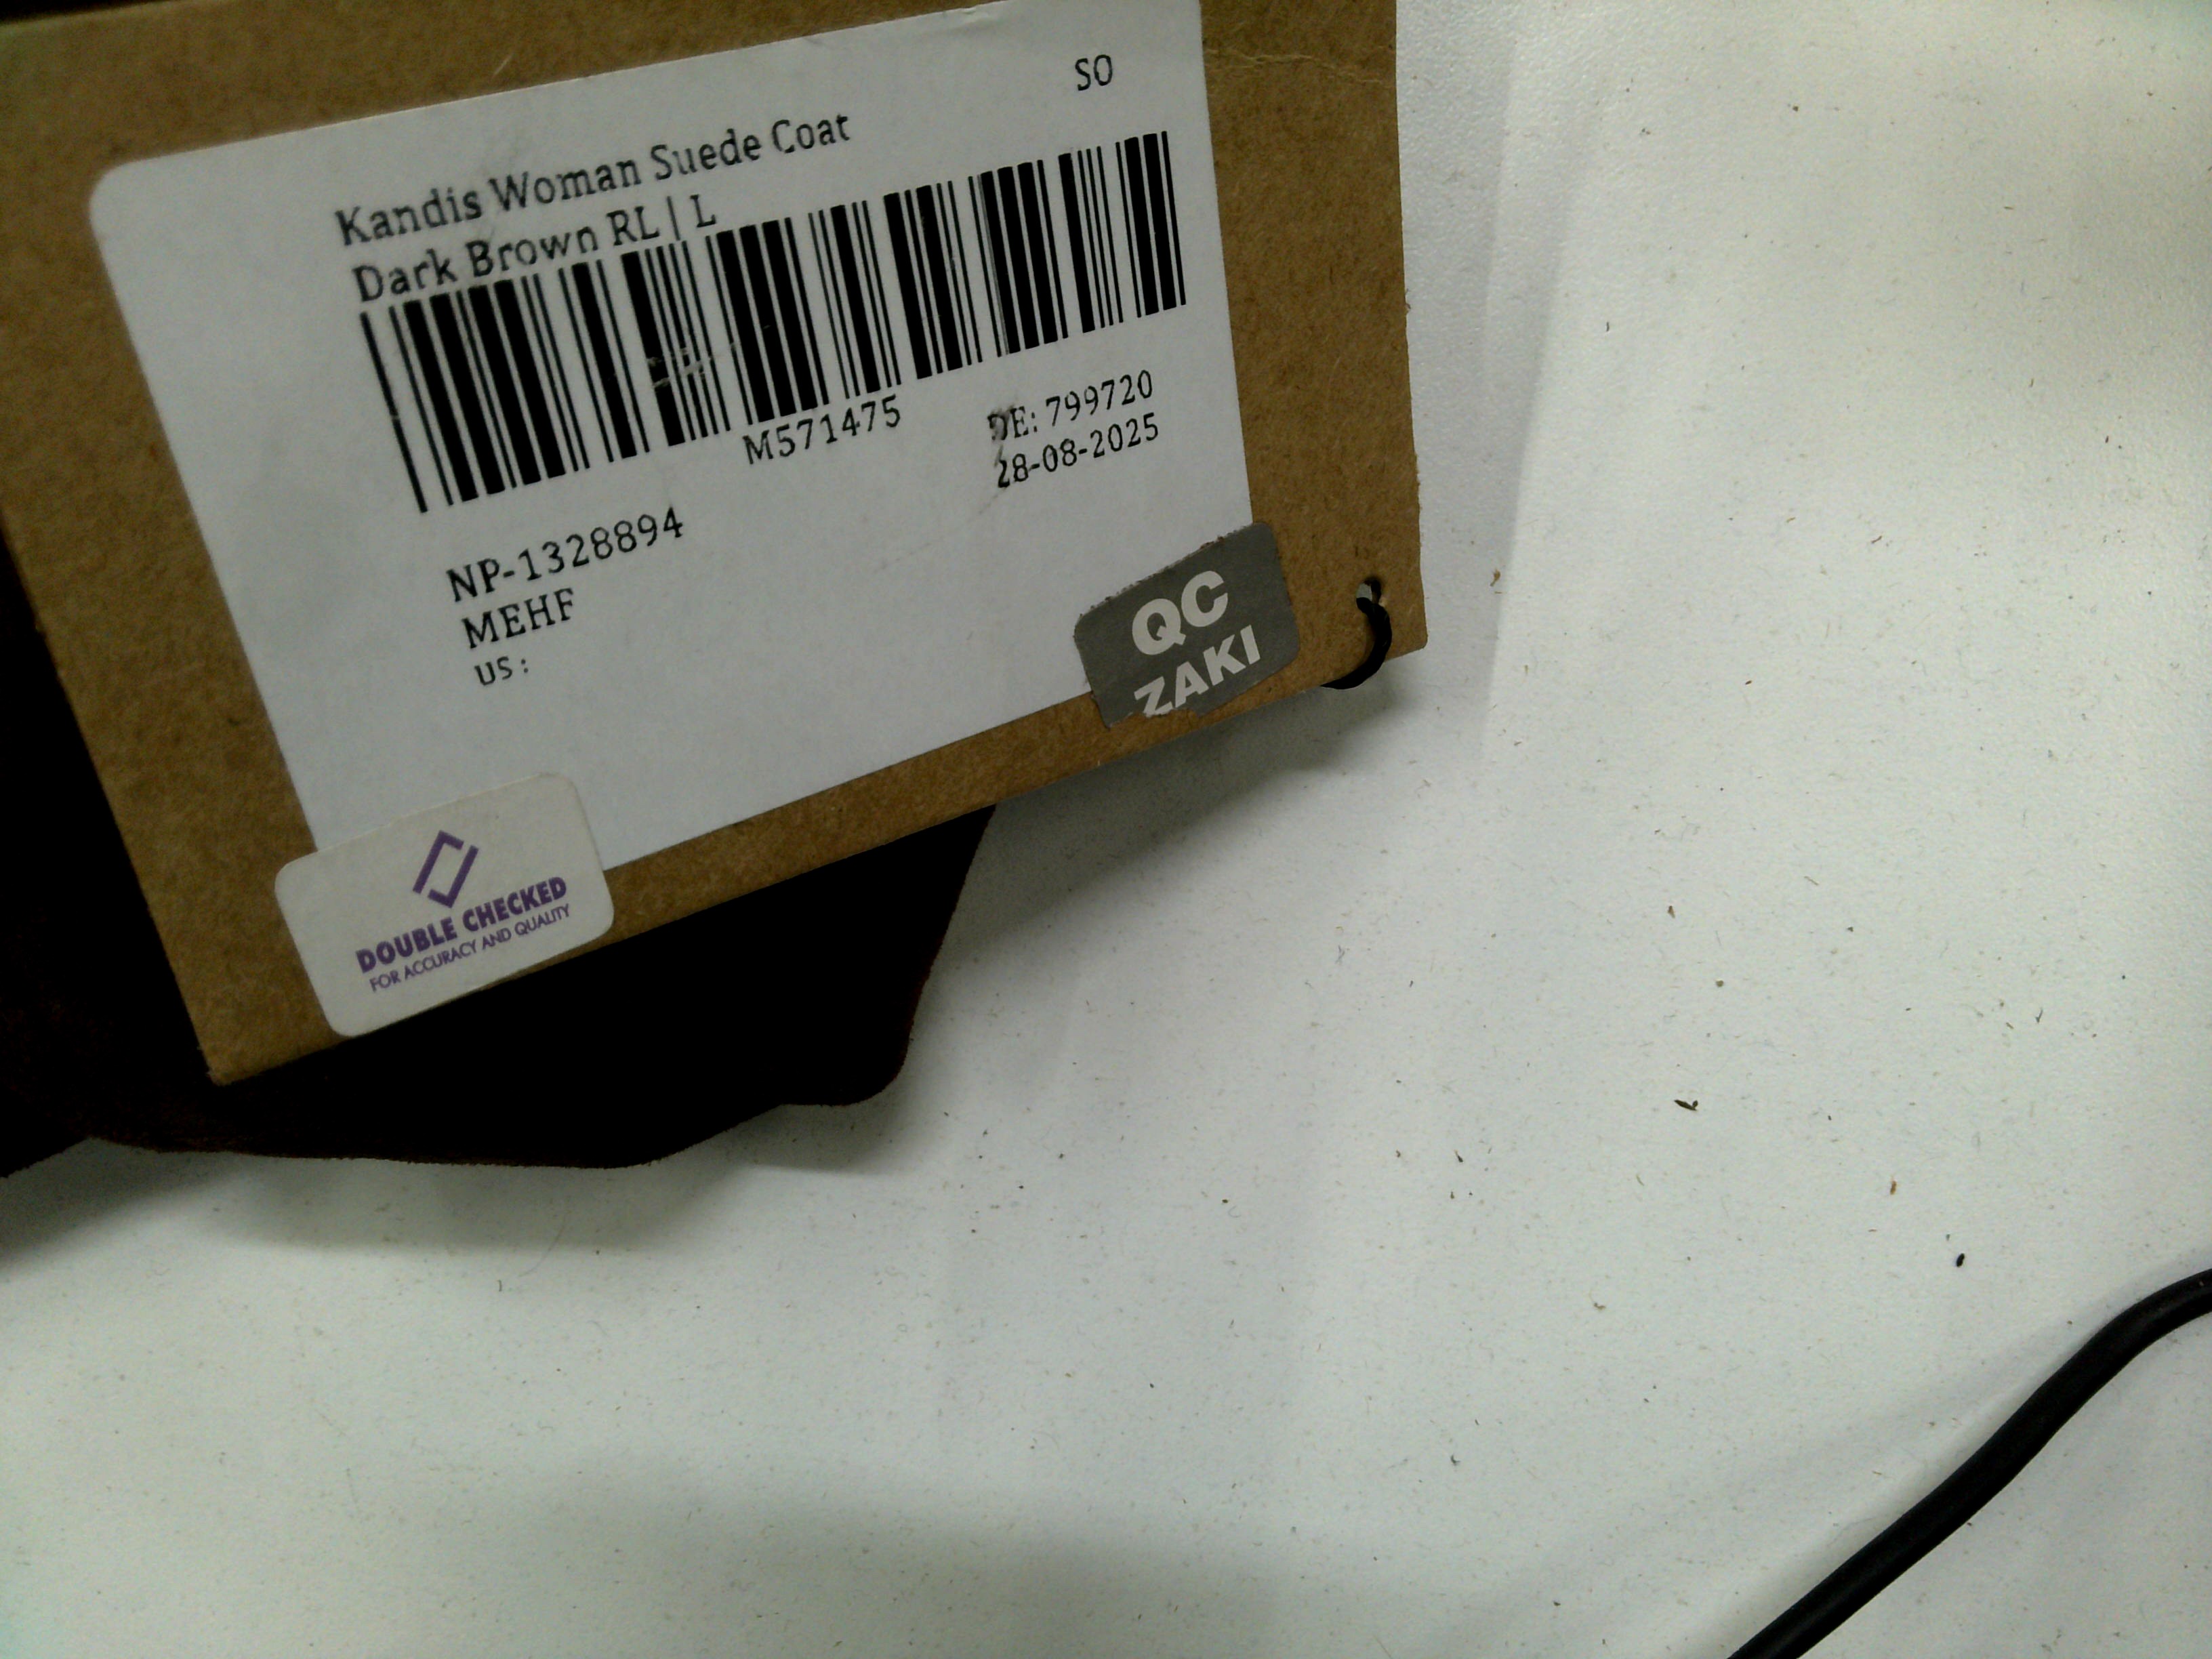 SO
Kandis Woman Suede Coat
Dark Brown RL | L
M571475
DE: 799720
28-08-2025
NP-1328894
MEHF
US:
QC
ZAKI
DOUBLE CHECKED
FOR ACCURACY AND QUALITY